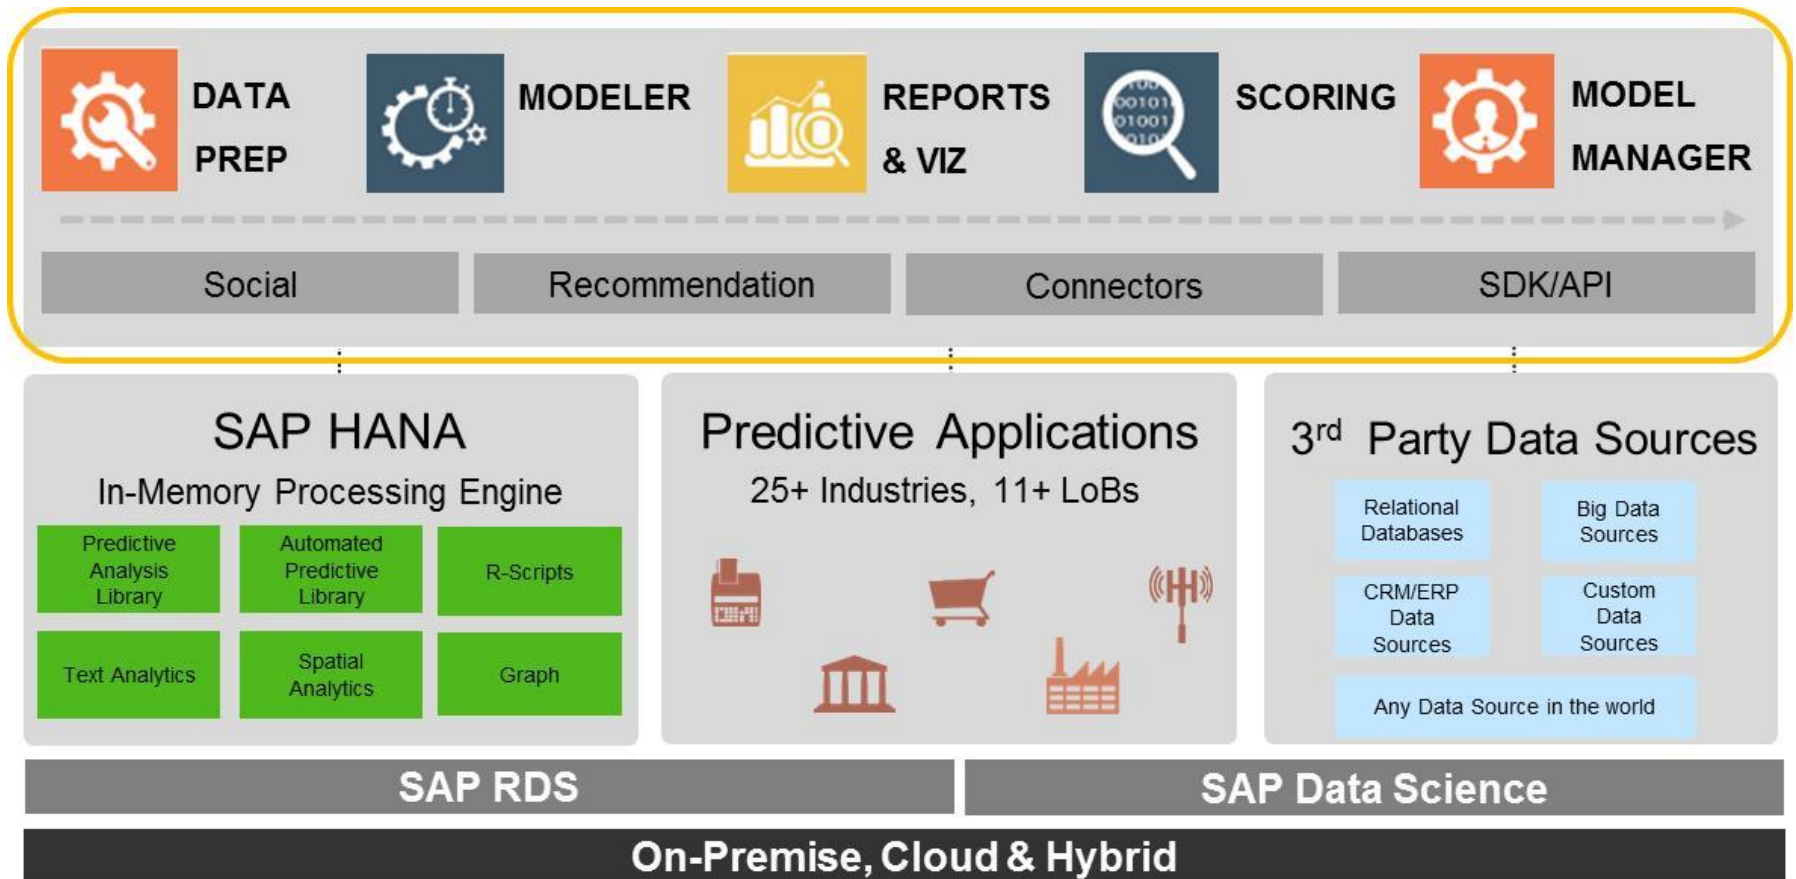 DATA
PREP
MODELER
REPORTS
& VIZ
SCORING
MODEL
MANAGER
Social
Recommendation
Connectors
SDK/API
SAP HANA
In-Memory Processing Engine
Predictive
Analysis
Library
Automated
Predictive
Library
R-Scripts
Text Analytics
Spatial
Analytics
Graph
Predictive Applications
25+ Industries, 11+ LoBs
3rd Party Data Sources
Relational
Databases
Big Data
Sources
CRM/ERP
Data
Sources
Custom
Data
Sources
Any Data Source in the world
SAP RDS
SAP Data Science
On-Premise, Cloud & Hybrid